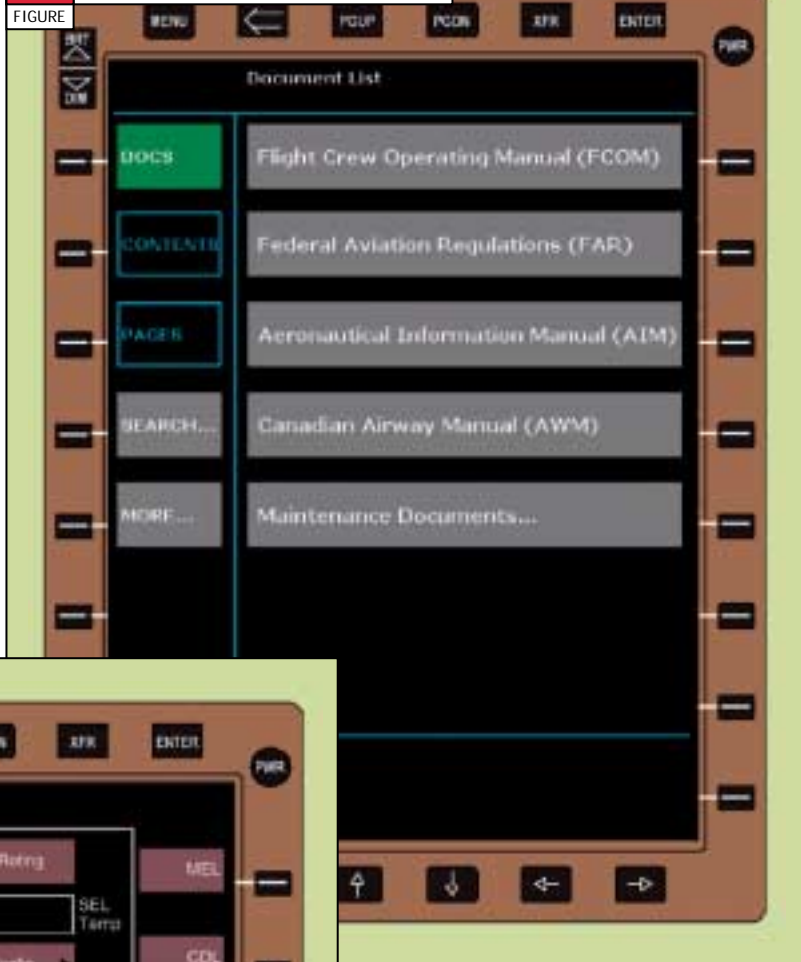 FIGURE
MENU PGUP PGDN XFR ENTER
BRT
PWR
DIM
Document List
DOCS
Flight Crew Operating Manual (FCOM)
CONTENTS
Federal Aviation Regulations (FAR)
PAGES
Aeronautical Information Manual (AIM)
SEARCH...
Canadian Airway Manual (AWM)
MORE...
Maintenance Documents...
XFR ENTER
PWR
MEL
SEL
Temp
CDL